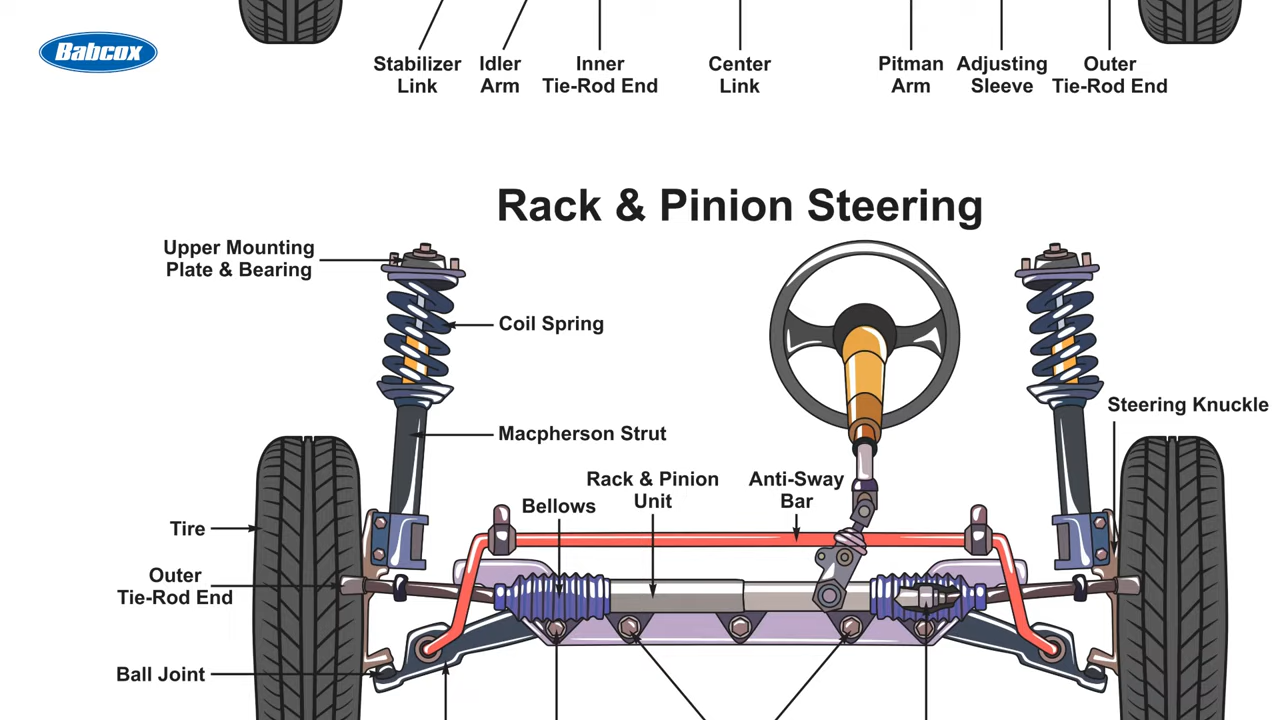 Babcox
Stabilizer
Link
Idler
Arm
Inner
Tie-Rod End
Center
Link
Pitman
Arm
Adjusting
Sleeve
Outer
Tie-Rod End
Rack & Pinion Steering
Upper Mounting
Plate & Bearing
Coil Spring
Steering Knuckle
Macpherson Strut
Rack & Pinion
Unit
Anti-Sway
Bar
Bellows
Tire
Outer
Tie-Rod End
Ball Joint